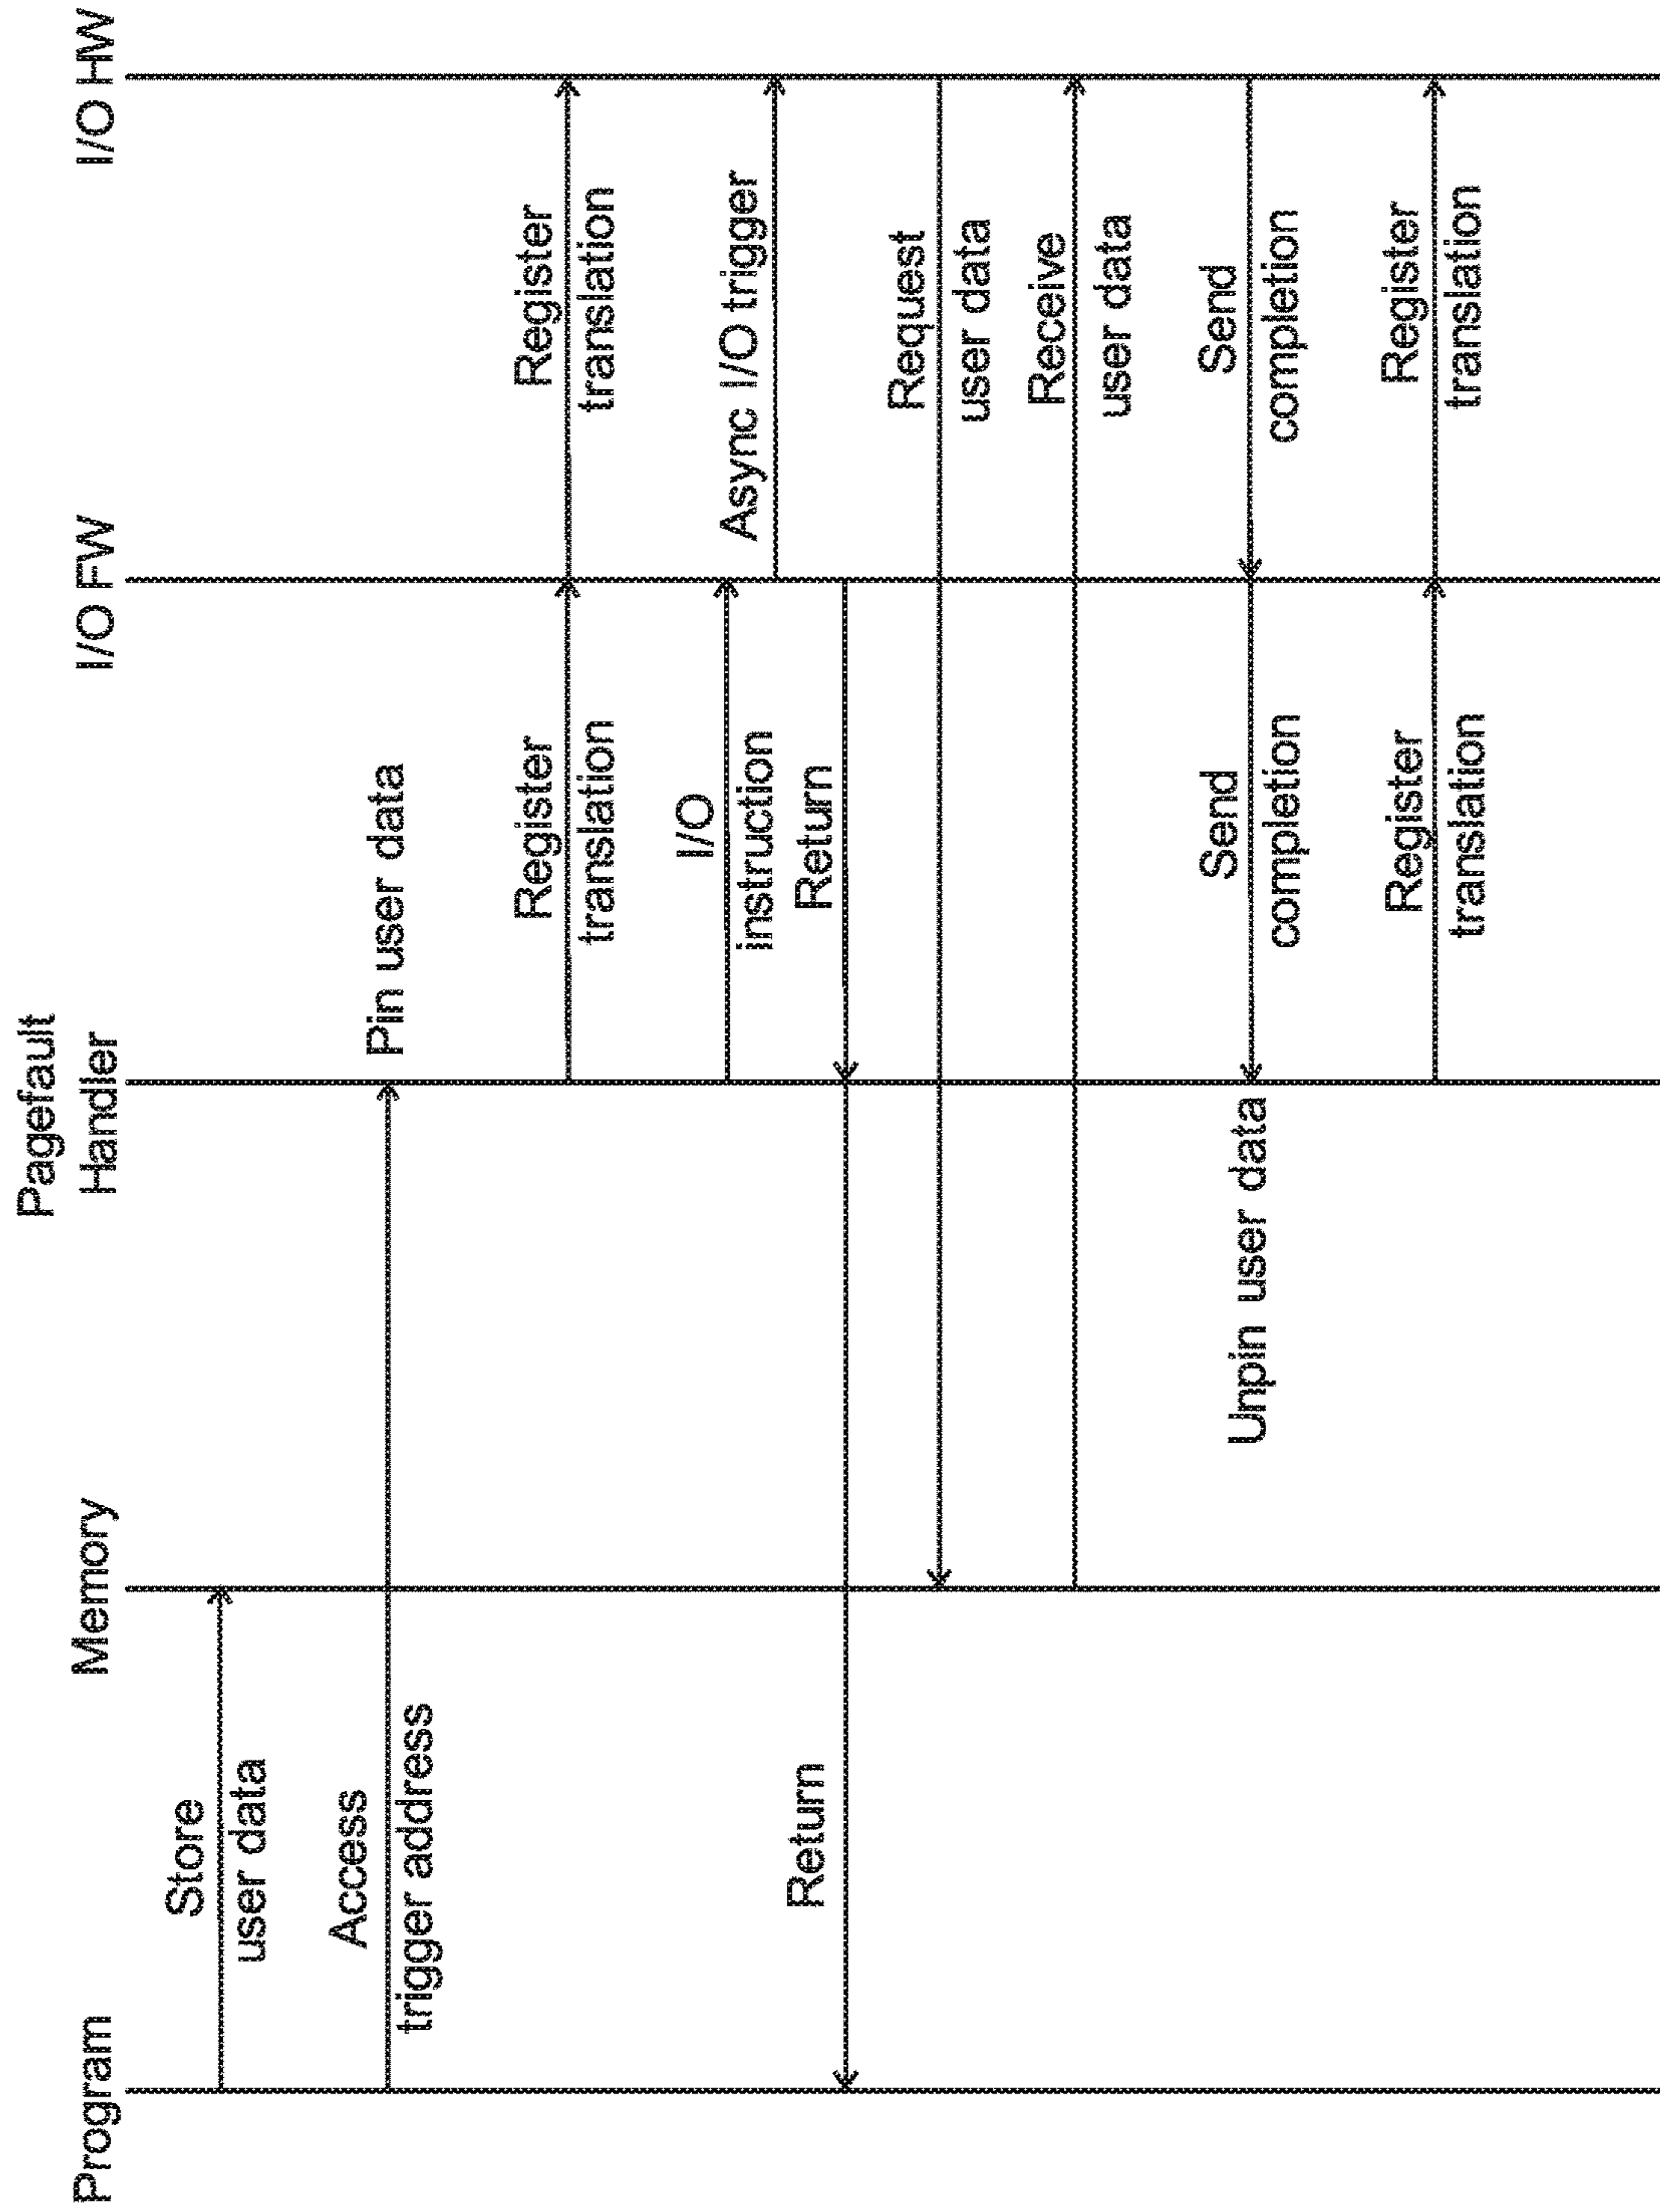 Program
Memory
Pagefault
Handler
I/O FW
I/O HW
Store
user data
Access
trigger address
Pin user data
Register
translation
Register
translation
I/O
instruction
Async I/O trigger
Return
Return
Request
user data
Receive
user data
Unpin user data
Send
completion
Send
completion
Register
translation
Register
translation